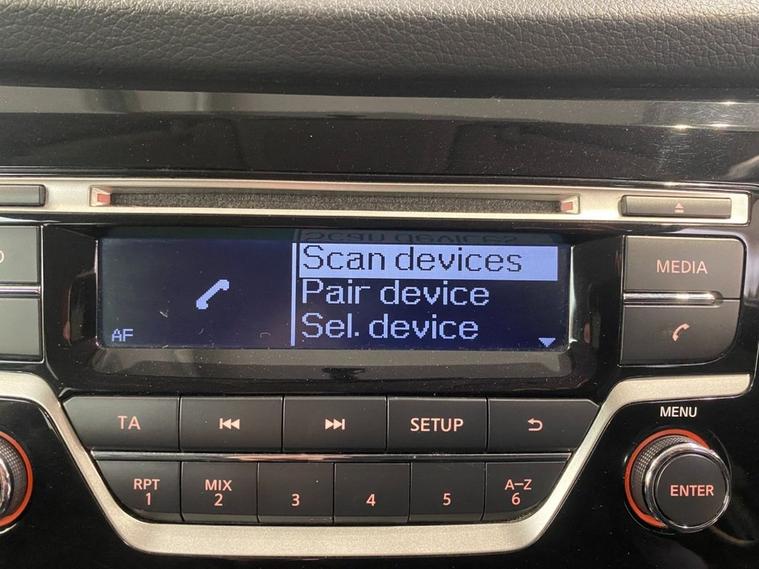 Scan devices
Pair device
Sel. device
AF
MEDIA
TA
SETUP
MENU
RPT
1
MIX
2
3
4
5
A–Z
6
ENTER